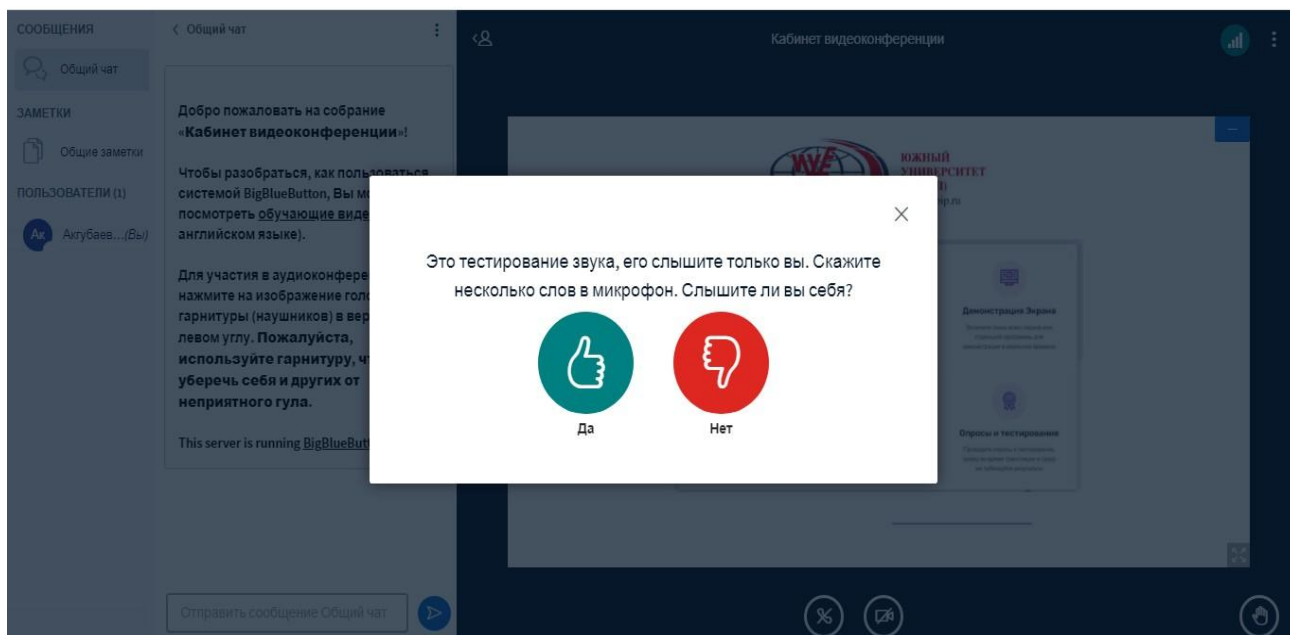 СООБЩЕНИЯ
Общий чат
ЗАМЕТКИ
Общие заметки
ПОЛЬЗОВАТЕЛИ (1)
Ак
Акгубаев... (Вы)
Общий чат
Добро пожаловать на собрание
«Кабинет видеоконференции»!
Чтобы разобраться, как пользоваться
системой BigBlueButton, Вы
посмотреть обучающие
английском языке).
Для участия в
нажмите на изображение
гарнитуры (наушников) в
левом углу. Пожалуйста,
используйте гарнитуру,
уберечь себя и других от
неприятного гула.
This server is running
Отправить сообщение Общий чат
Кабинет видеоконференции
ЮЖНЫЙ
УНИВЕРСИТЕТ
Это тестирование звука, его слышите только вы. Скажите
несколько слов в микрофон. Слышите ли вы себя?
Да
Нет
Демонстрация Экрана
Опросы и тестирование